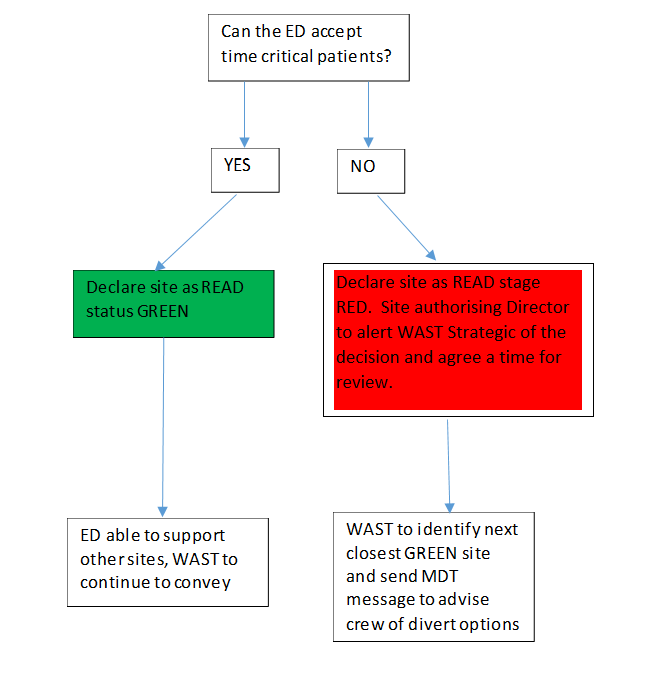 Can the ED accept
time critical patients?
YES
NO
Declare site as READ
status GREEN
Declare site as READ stage
RED. Site authorising Director
to alert WAST Strategic of the
decision and agree a time for
review.
ED able to support
other sites, WAST to
continue to convey
WAST to identify next
closest GREEN site
and send MDT
message to advise
crew of divert options